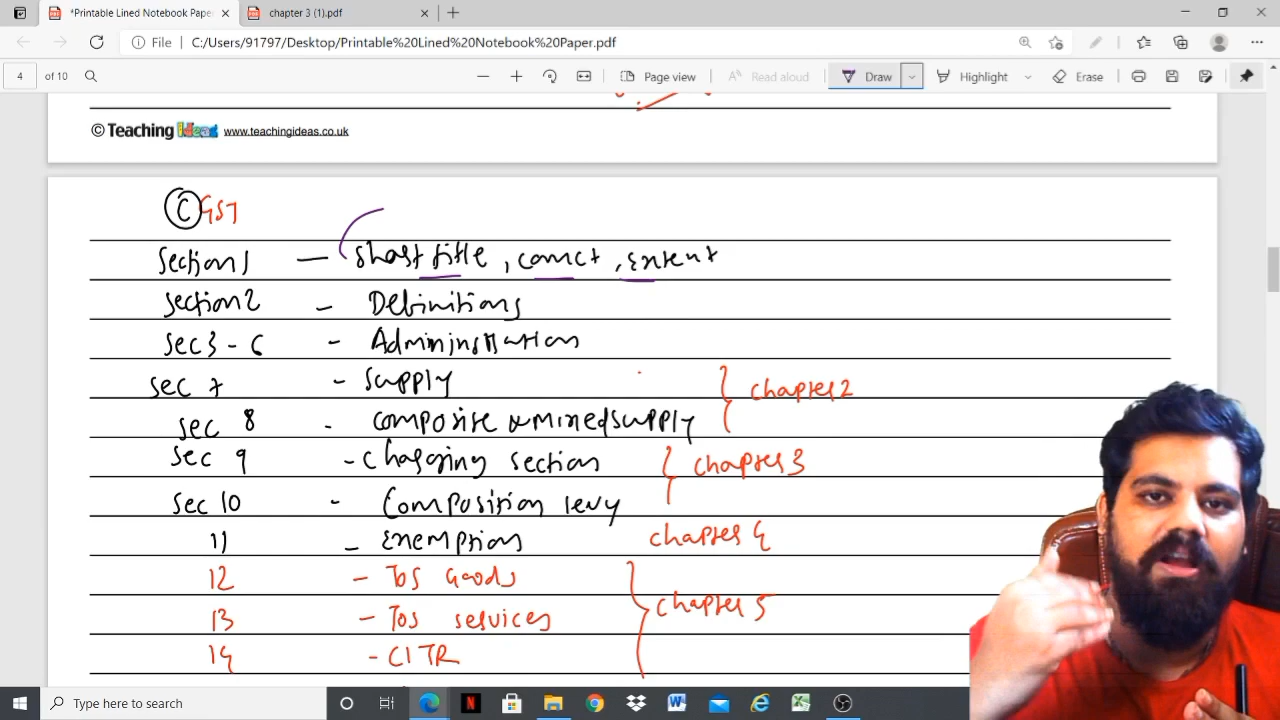 *Printable Lined Notebook Paper
chapter 3 (1).pdf
File C:/Users/91797/Desktop/Printable%20Lined%20Notebook%20Paper.pdf
4 of 10 Page view Read aloud Draw Highlight Erase
© Teaching Ideas www.teachingideas.co.uk
CGST
Section 1 — Short title, comct, extent
Section 2 - Definitions
Sec 3 - 6 - Administration
Sec 7 - Supply
chapter 2
Sec 8 - composite & mixed supply
Sec 9 - charging section
chapter 3
Sec 10 - Composition levy
11 - Exemption
chapter 4
12 - TOS Goods
13 - TOS services
chapter 5
14 - CITR
Type here to search